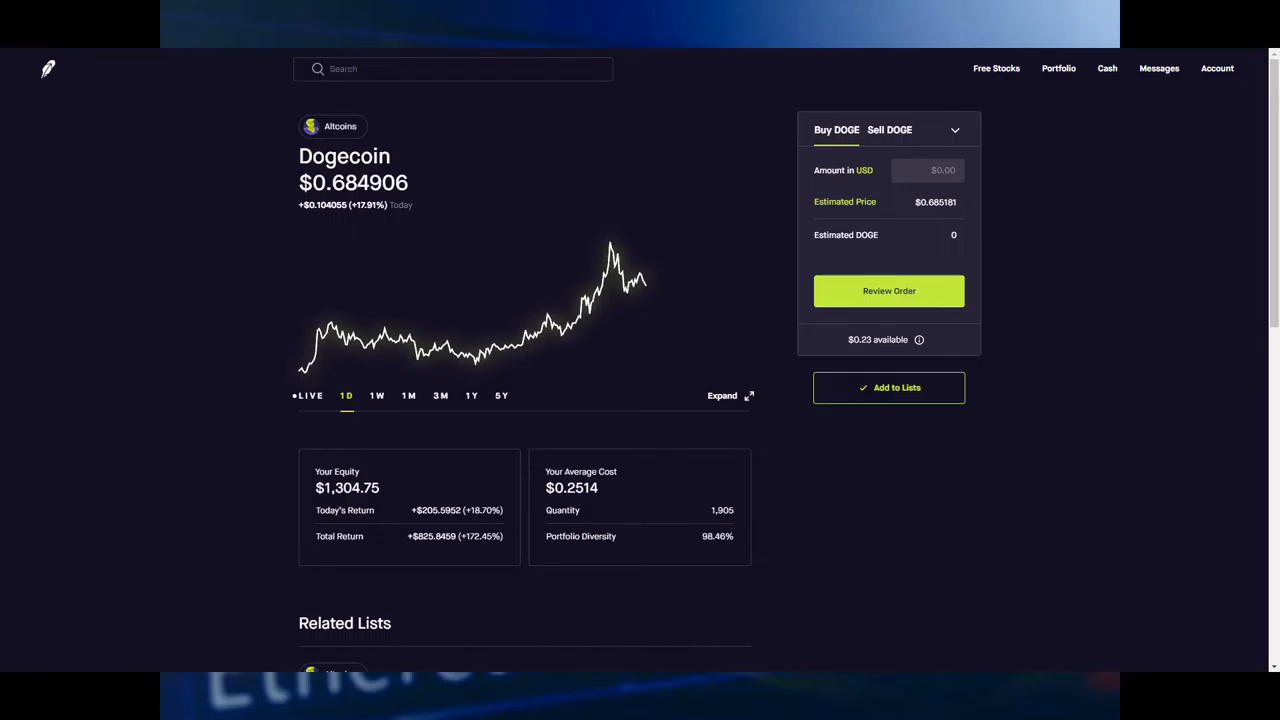 Search
Free Stocks
Portfolio
Cash
Messages
Account
Altcoins
Dogecoin
$0.684906
+$0.104055 (+17.91%) Today
LIVE 1D 1W 1M 3M 1Y 5Y
Expand
Your Equity
$1,304.75
Today's Return +$205.5952 (+18.70%)
Total Return +$825.8459 (+172.45%)
Your Average Cost
$0.2514
Quantity 1,905
Portfolio Diversity 98.46%
Related Lists
Buy DOGE Sell DOGE
Amount in USD $0.00
Estimated Price $0.685181
Estimated DOGE 0
Review Order
$0.23 available
Add to Lists